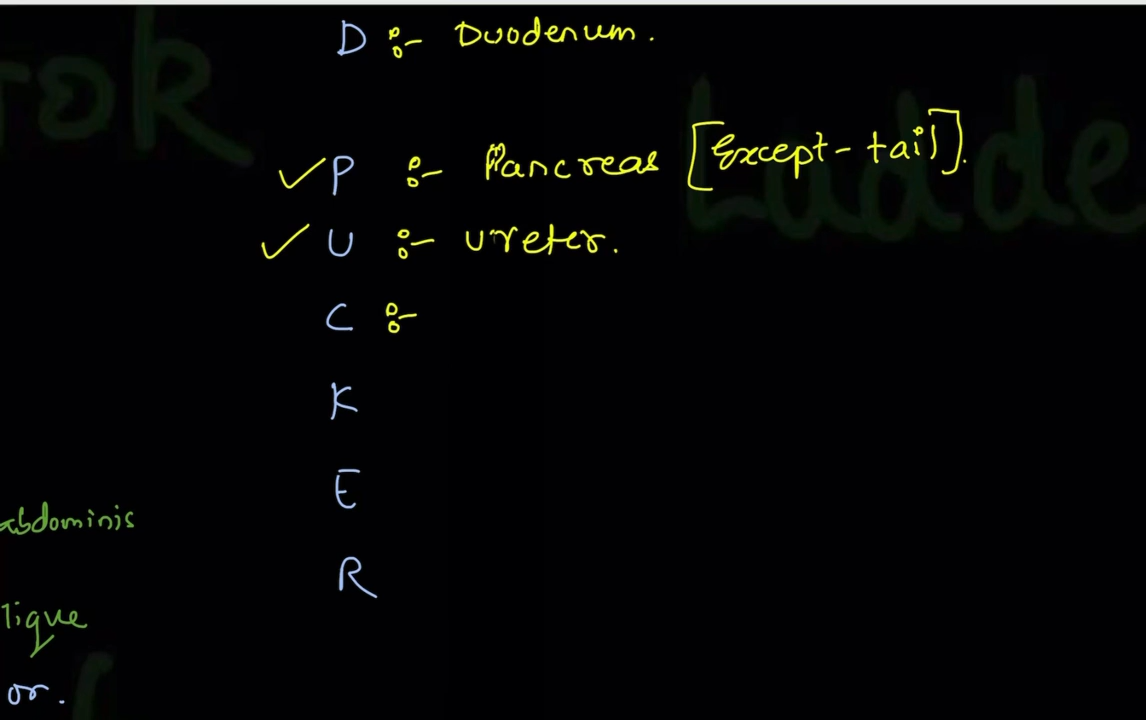 D :- Duodenum.
✓ P :- Pancreas [Except - tail].
✓ U :- Ureter.
C :-
K
E
abdominis
R
lique
or.